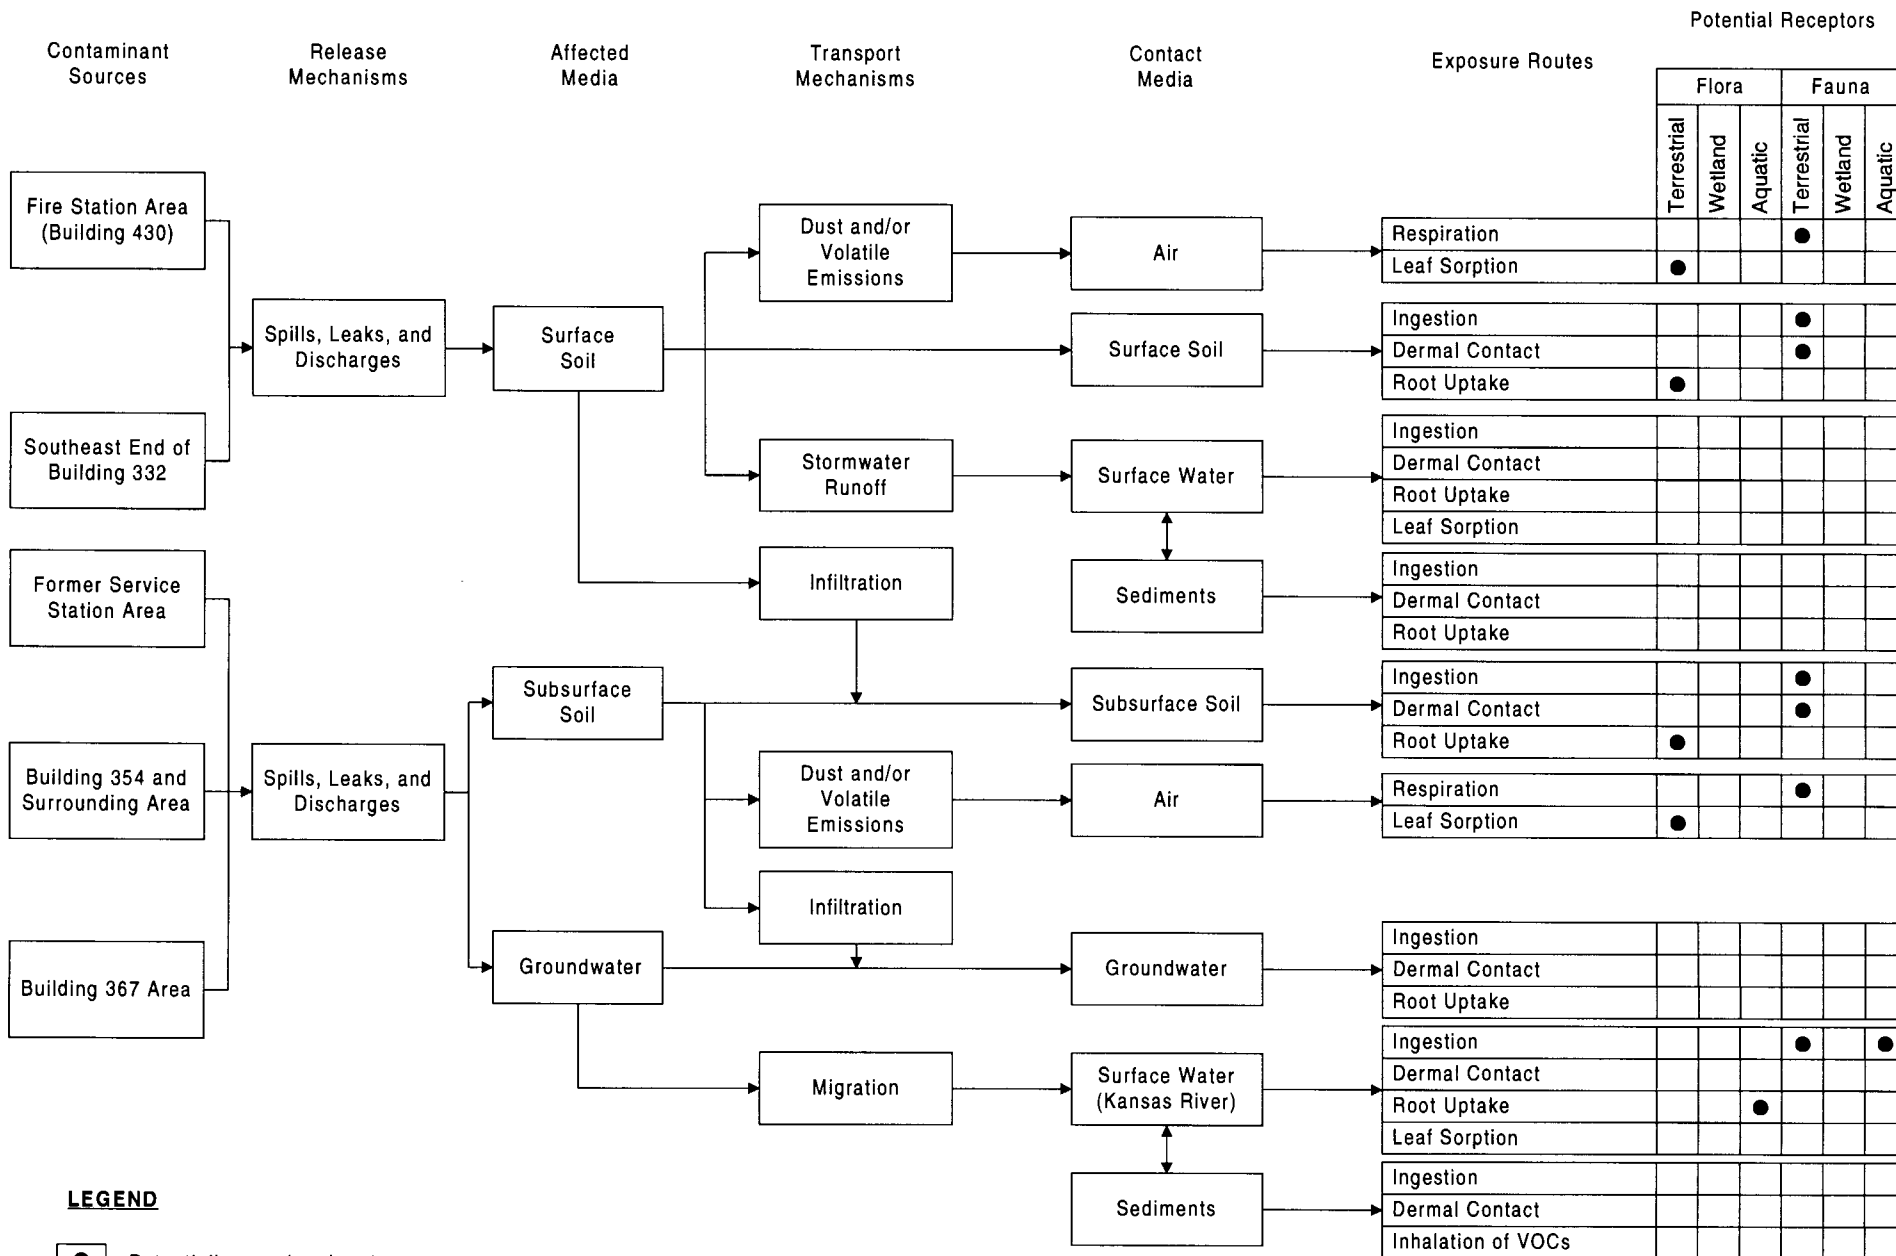 Potential Receptors
Contaminant
Sources
Release
Mechanisms
Affected
Media
Transport
Mechanisms
Contact
Media
Exposure Routes
Flora
Fauna
Terrestrial
Wetland
Aquatic
Terrestrial
Wetland
Aquatic
Fire Station Area
(Building 430)
Southeast End of
Building 332
Former Service
Station Area
Building 354 and
Surrounding Area
Building 367 Area
Spills, Leaks, and
Discharges
Spills, Leaks, and
Discharges
Surface
Soil
Subsurface
Soil
Groundwater
Dust and/or
Volatile
Emissions
Stormwater
Runoff
Infiltration
Dust and/or
Volatile
Emissions
Infiltration
Migration
Air
Surface Soil
Surface Water
Sediments
Subsurface Soil
Air
Groundwater
Surface Water
(Kansas River)
Sediments
Respiration
Leaf Sorption
Ingestion
Dermal Contact
Root Uptake
Ingestion
Dermal Contact
Root Uptake
Leaf Sorption
Ingestion
Dermal Contact
Root Uptake
Ingestion
Dermal Contact
Root Uptake
Respiration
Leaf Sorption
Ingestion
Dermal Contact
Root Uptake
Ingestion
Dermal Contact
Root Uptake
Leaf Sorption
Ingestion
Dermal Contact
Inhalation of VOCs
LEGEND